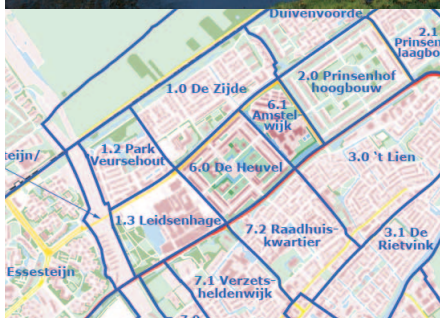 Duivenvoorde
2.1
Prinsen
laagbo
1.0 De Zijde
2.0 Prinsenhof
hoogbouw
6.1
Amstel-
wijk
1.2 Park
Veursehout
teijn/
6.0 De Heuvel
3.0 't Lien
1.3 Leidsenhage
7.2 Raadhuis-
kwartier
3.1 De
Rietvink
Essesteijn
7.1 Verzets-
heldenwijk